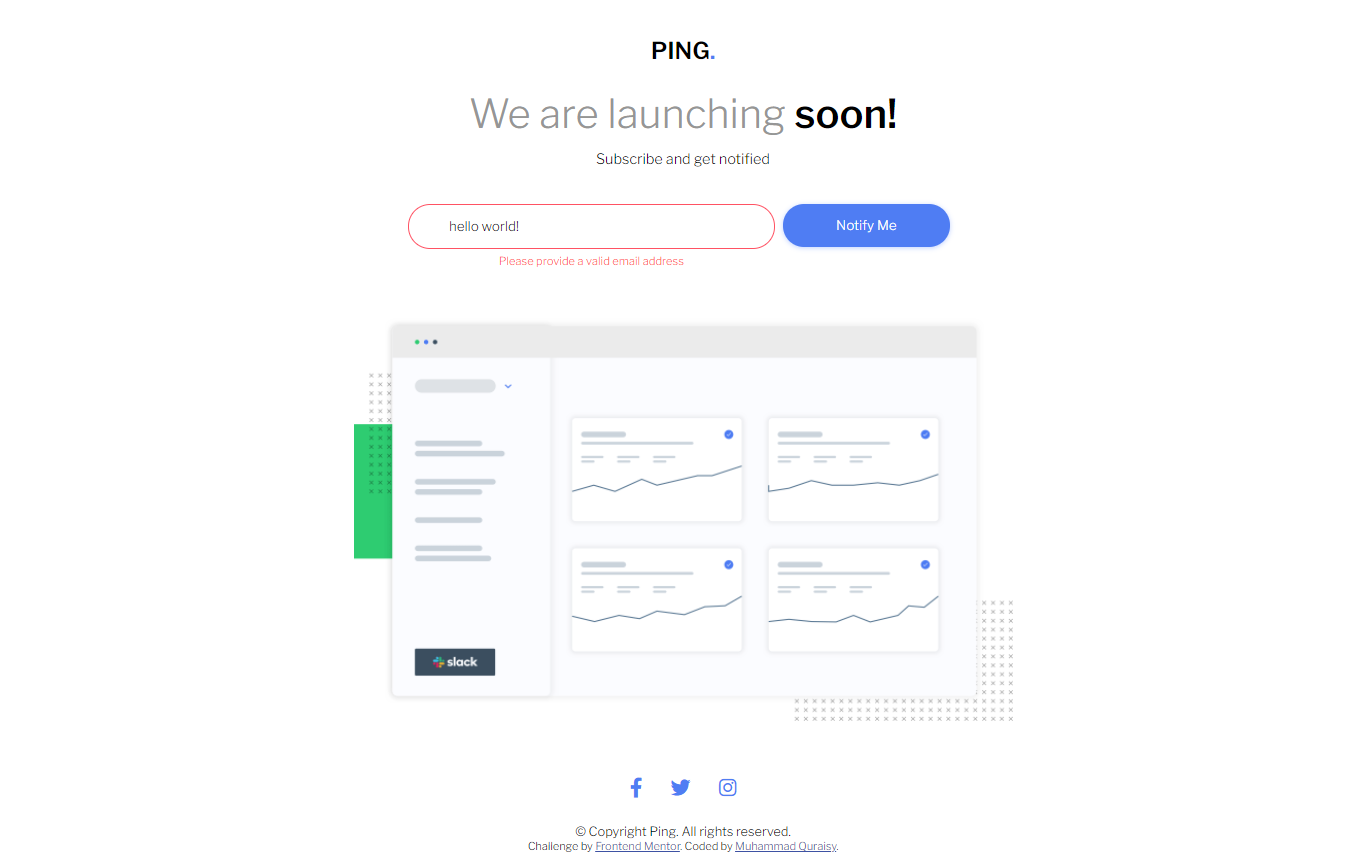 PING.
We are launching soon!
Subscribe and get notified
hello world!
Notify Me
Please provide a valid email address
slack
© Copyright Ping. All rights reserved.
Challenge by Frontend Mentor. Coded by Muhammad Quraisy.